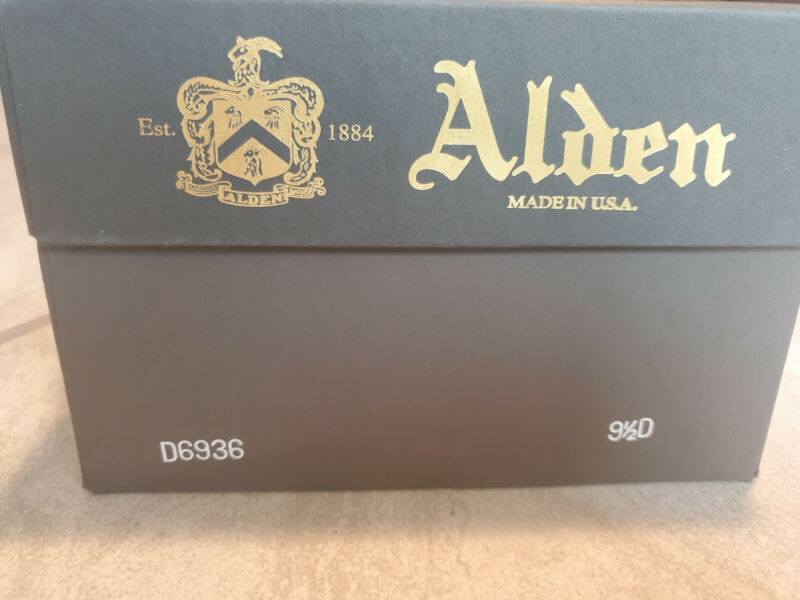 Est. 1884
ALDEN
Alden
MADE IN U.S.A.
D6936
9½D